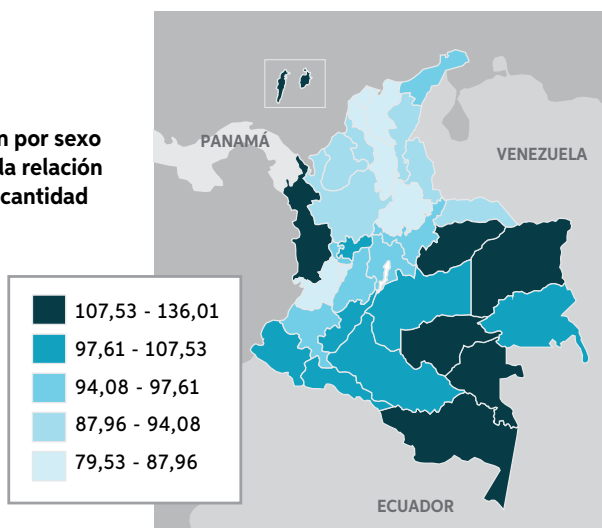 n por sexo
la relación
cantidad
PANAMÁ
VENEZUELA
107,53 - 136,01
97,61 - 107,53
94,08 - 97,61
87,96 - 94,08
79,53 - 87,96
ECUADOR